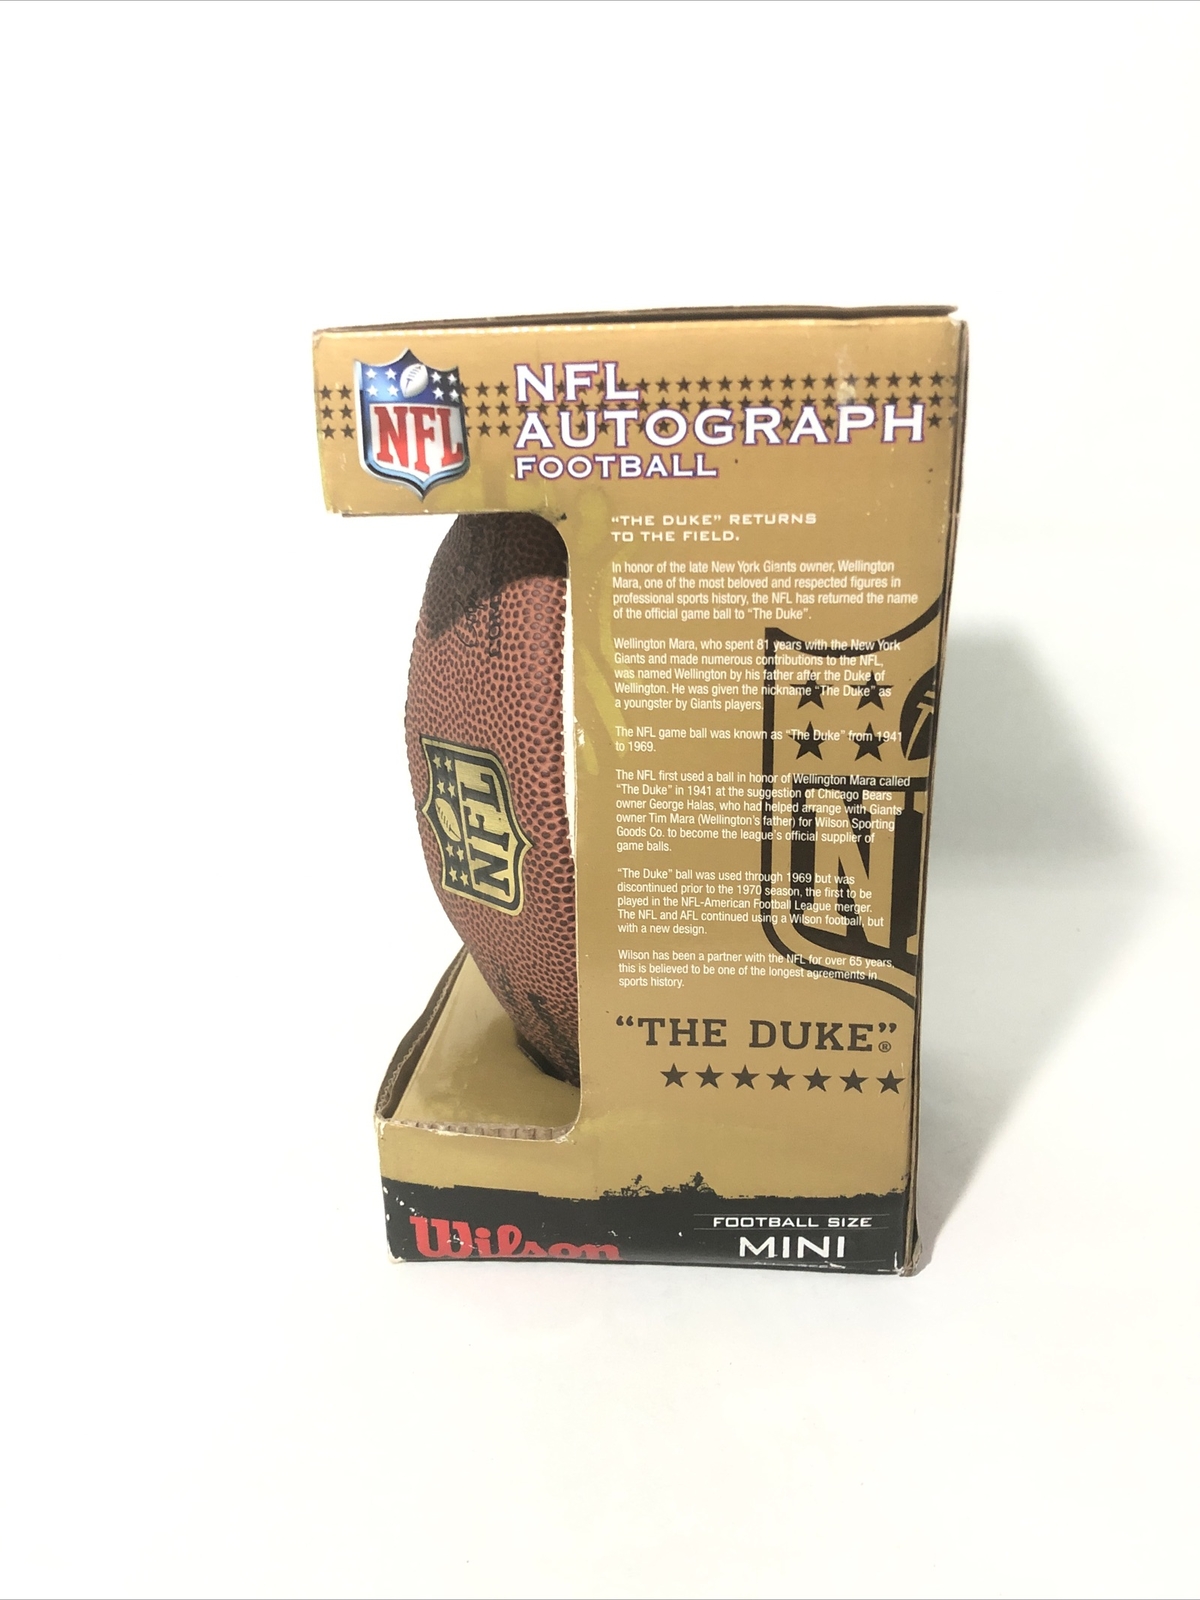 NFL
NFL
AUTOGRAPH
FOOTBALL
“THE DUKE” RETURNS
TO THE FIELD.
In honor of the late New York Giants owner, Wellington
Mara, one of the most beloved and respected figures in
professional sports history, the NFL has returned the name
of the official game ball to “The Duke”.
Wellington Mara, who spent 81 years with the New York
Giants and made numerous contributions to the NFL,
was named Wellington by his father after the Duke of
Wellington. He was given the nickname “The Duke” as
a youngster by Giants players.
The NFL game ball was known as “The Duke” from 1941
to 1969.
The NFL first used a ball in honor of Wellington Mara called
“The Duke” in 1941 at the suggestion of Chicago Bears
owner George Halas, who had helped arrange with Giants
owner Tim Mara (Wellington's father) for Wilson Sporting
Goods Co. to become the league's official supplier of
game balls.
“The Duke” ball was used through 1969 but was
discontinued prior to the 1970 season, the first to be
played in the NFL-American Football League merger.
The NFL and AFL continued using a Wilson football, but
with a new design.
Wilson has been a partner with the NFL for over 65 years,
this is believed to be one of the longest agreements in
sports history.
“THE DUKE”®
NFL
Wilson
FOOTBALL SIZE
MINI